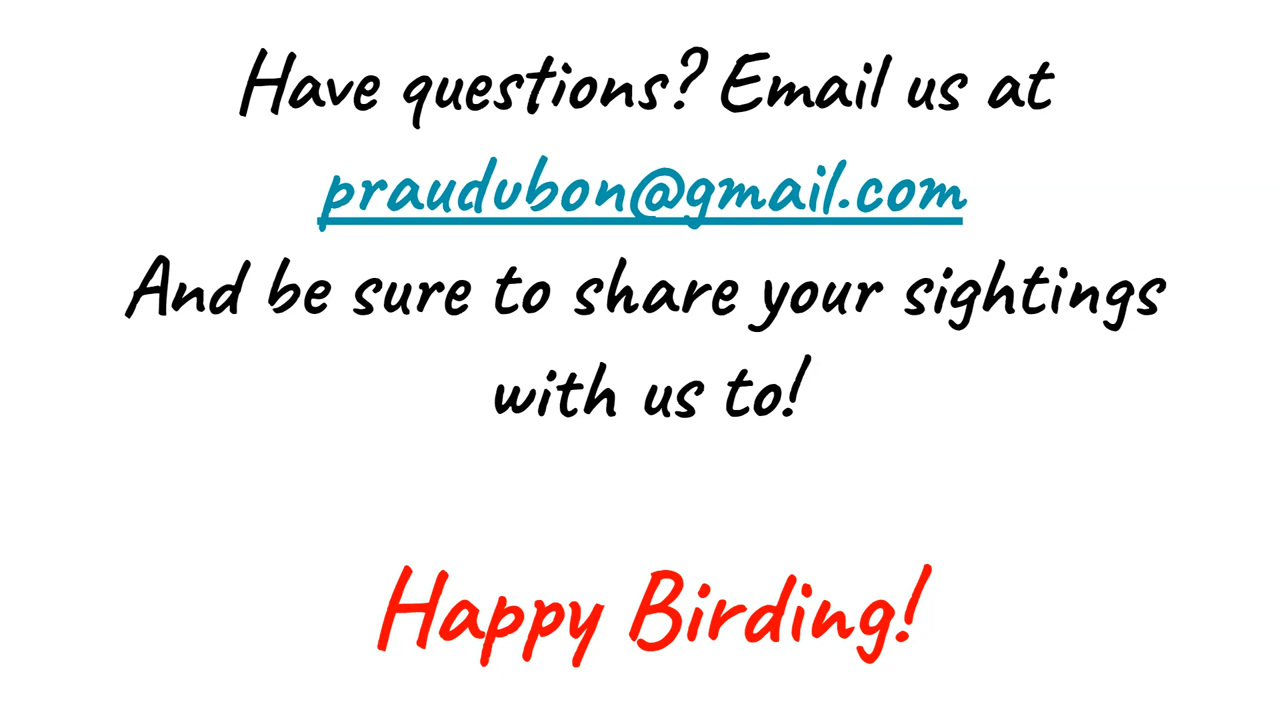 Have questions? Email us at
praudubon@gmail.com
And be sure to share your sightings
with us to!
Happy Birding!